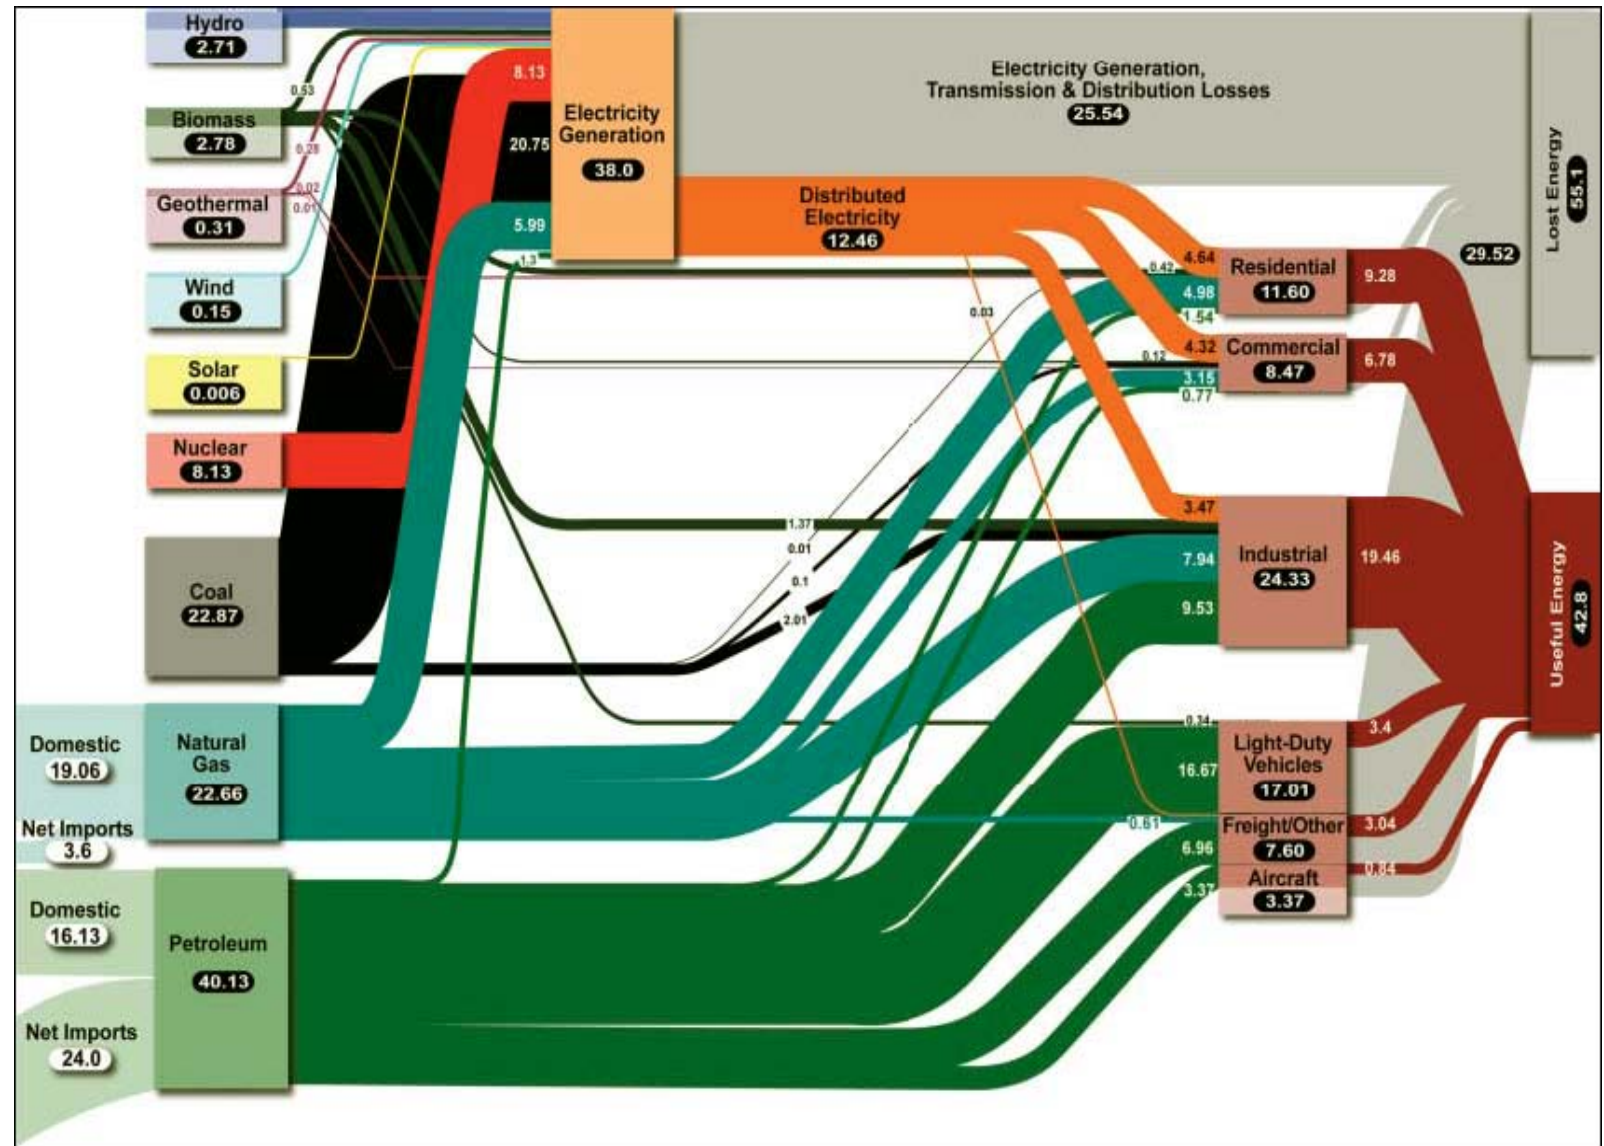 Hydro
2.71
Biomass
2.78
Geothermal
0.31
Wind
0.15
Solar
0.006
Nuclear
8.13
Coal
22.87
Domestic
19.06
Net Imports
3.6
Natural
Gas
22.66
Domestic
16.13
Net Imports
24.0
Petroleum
40.13
0.53
0.28
0.02
0.01
8.13
20.75
5.99
1.3
Electricity
Generation
38.0
Electricity Generation,
Transmission & Distribution Losses
25.54
Distributed
Electricity
12.46
0.03
1.37
0.01
0.1
2.01
4.64
0.42
4.98
1.54
4.32
0.12
3.15
0.77
3.47
7.94
9.53
0.34
16.67
0.61
6.96
3.37
Residential
11.60
Commercial
8.47
Industrial
24.33
Light-Duty
Vehicles
17.01
Freight/Other
7.60
Aircraft
3.37
9.28
6.78
19.46
3.4
3.04
0.84
29.52
Lost Energy
55.1
Useful Energy
42.8